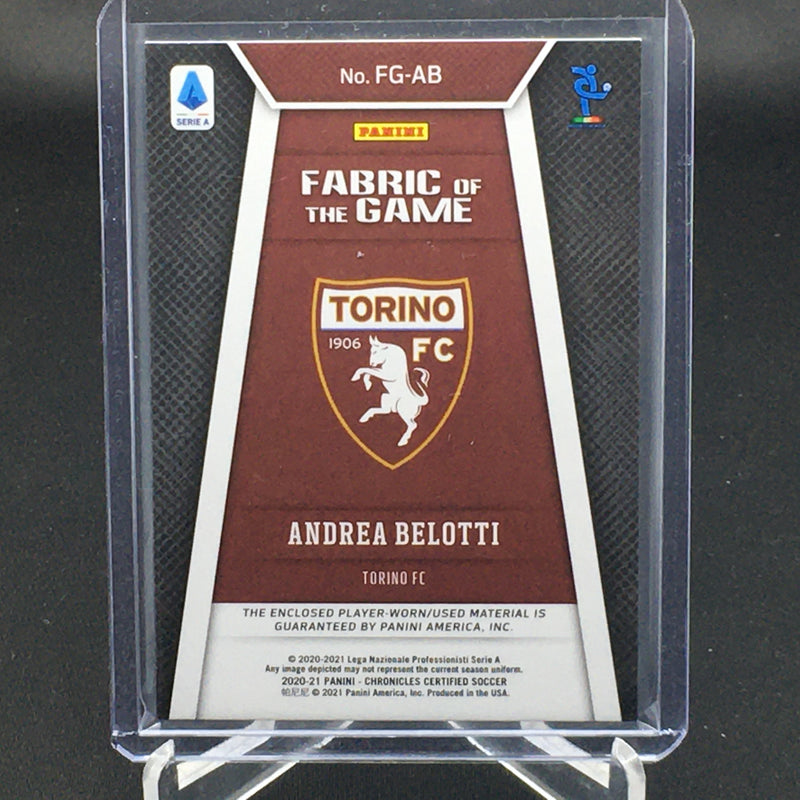 No. FG-AB
SERIE A
PANINI
FABRIC OF
THE GAME
TORINO
1906 FC
ANDREA BELOTTI
TORINO FC
THE ENCLOSED PLAYER-WORN/USED MATERIAL IS
GUARANTEED BY PANINI AMERICA, INC.
© 2020-2021 Lega Nazionale Professionisti Serie A
Any image depicted may not represent the current season uniform.
2020-21 PANINI - CHRONICLES CERTIFIED SOCCER
帕尼尼 © 2021 Panini America, Inc. Produced in the USA.